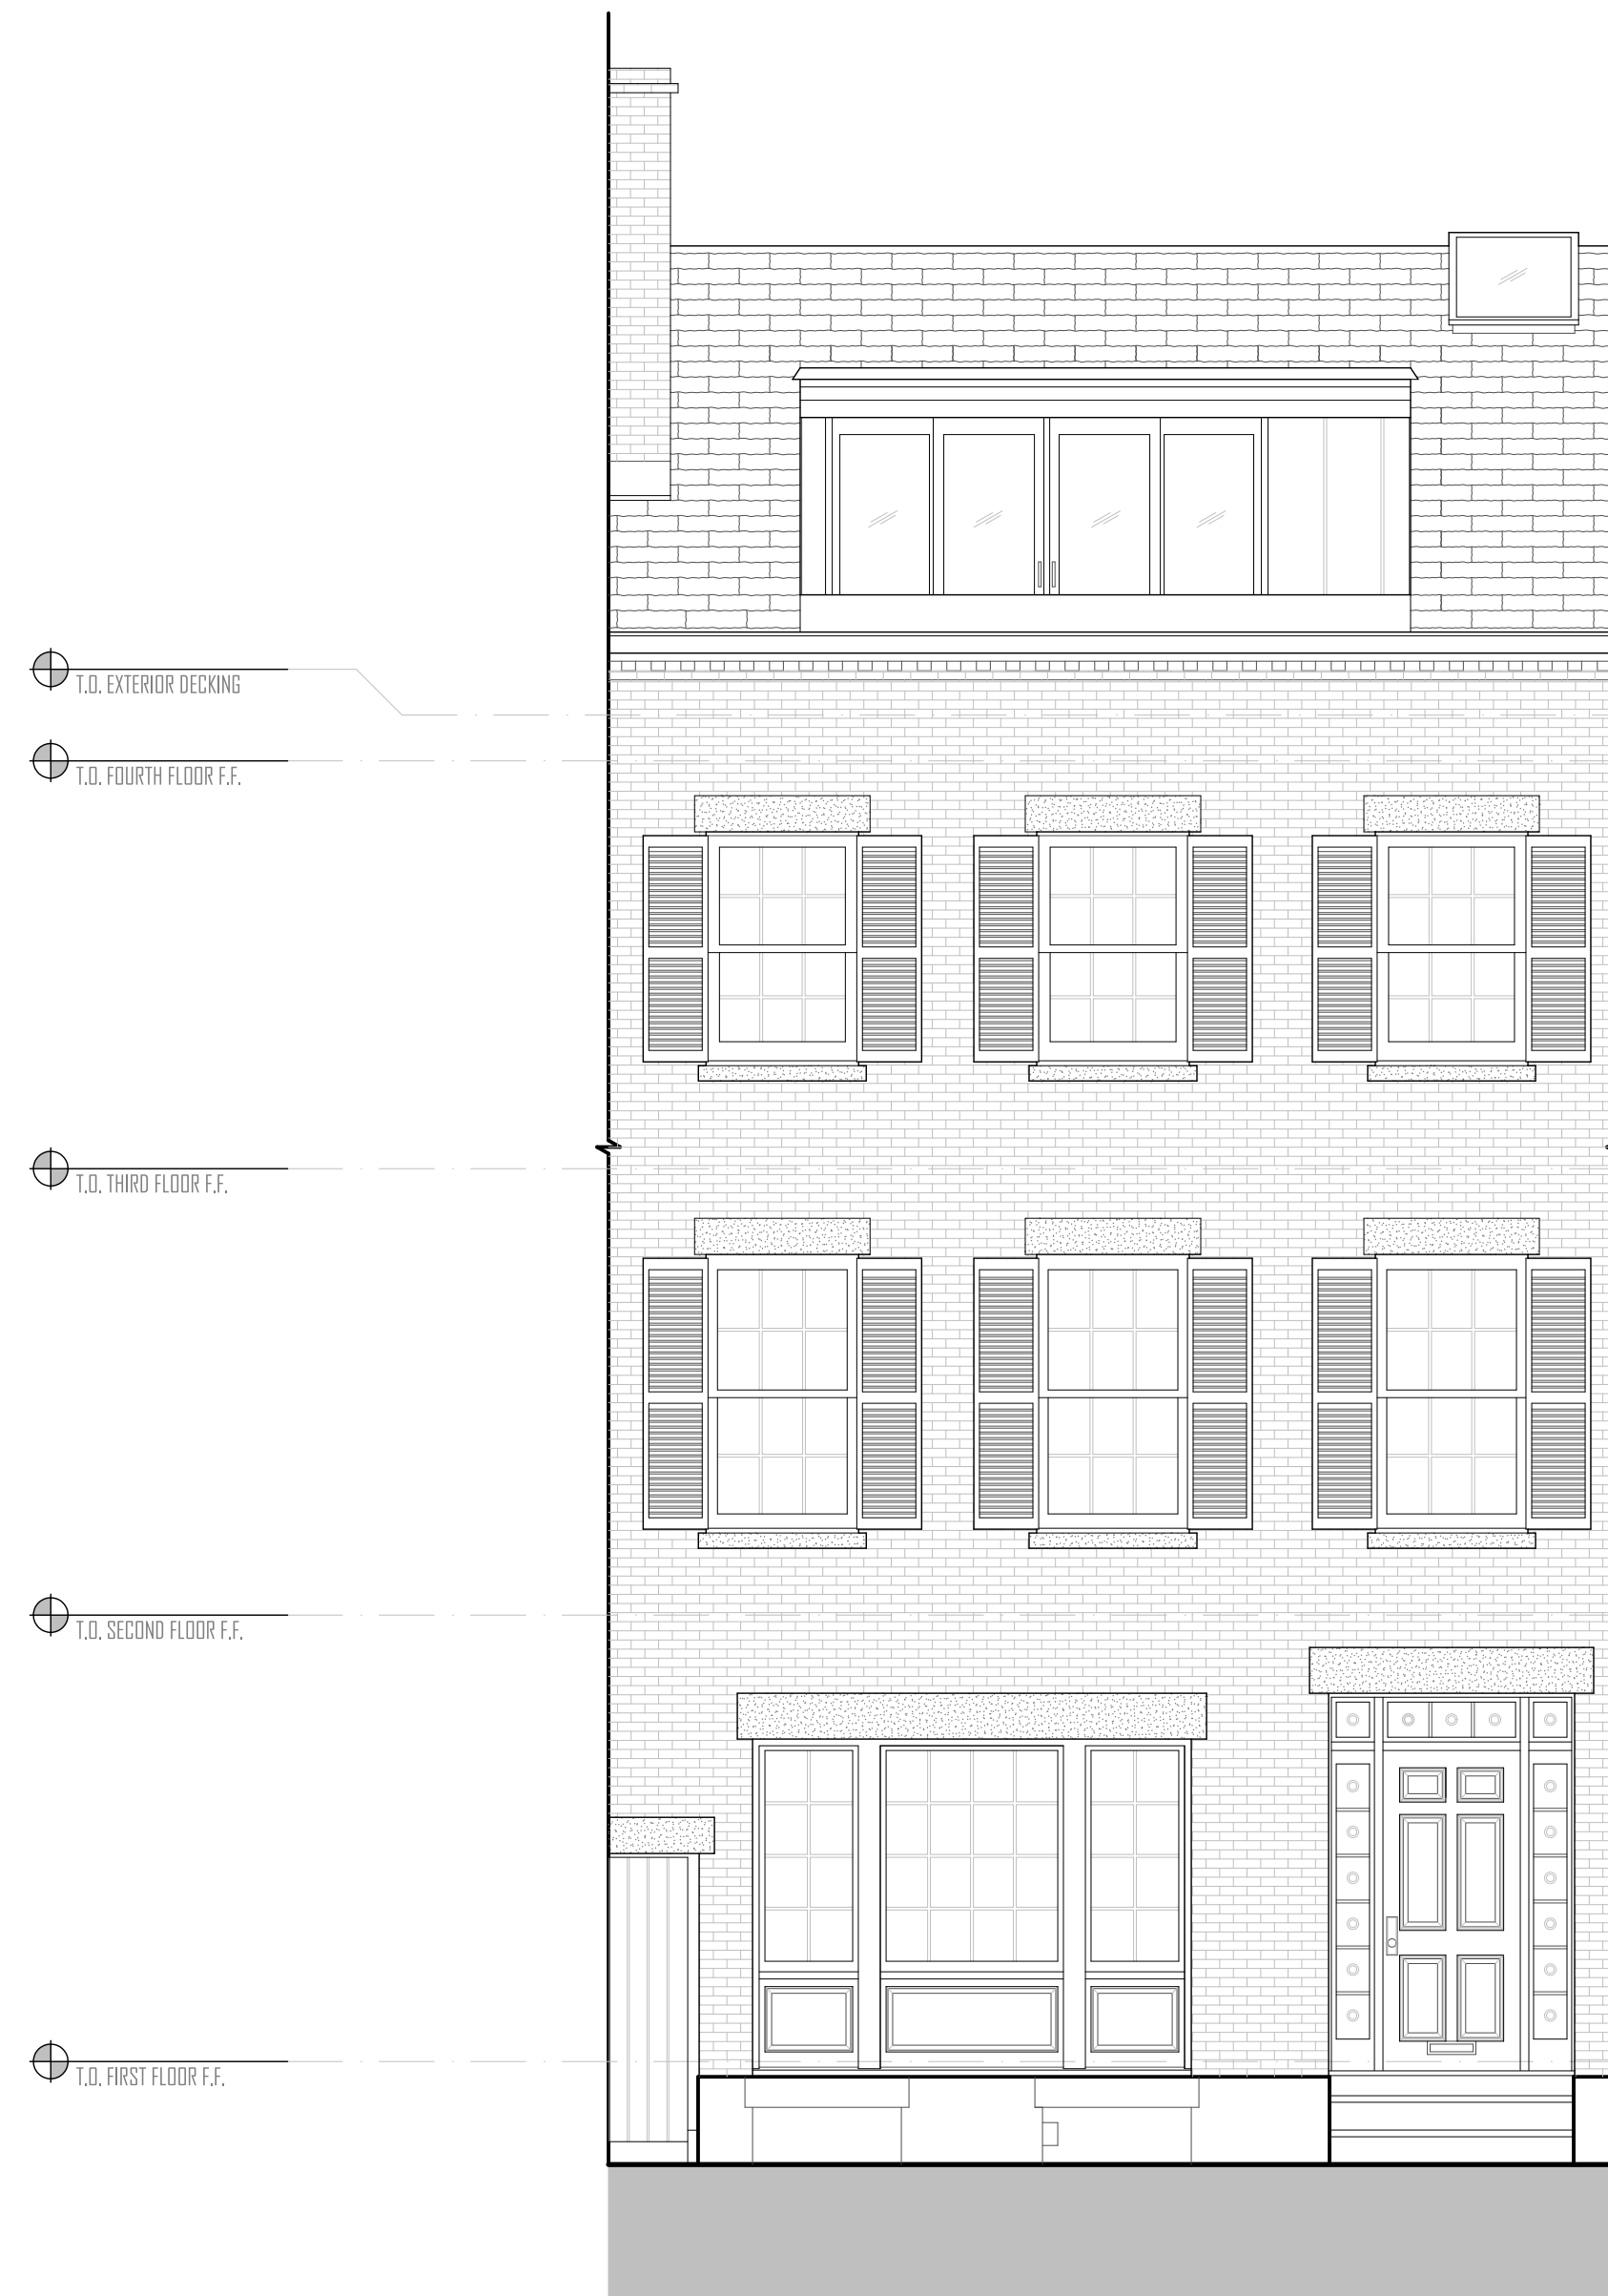 T.O. EXTERIOR DECKING
T.O. FOURTH FLOOR F.F.
T.O. THIRD FLOOR F.F.
T.O. SECOND FLOOR F.F.
T.O. FIRST FLOOR F.F.